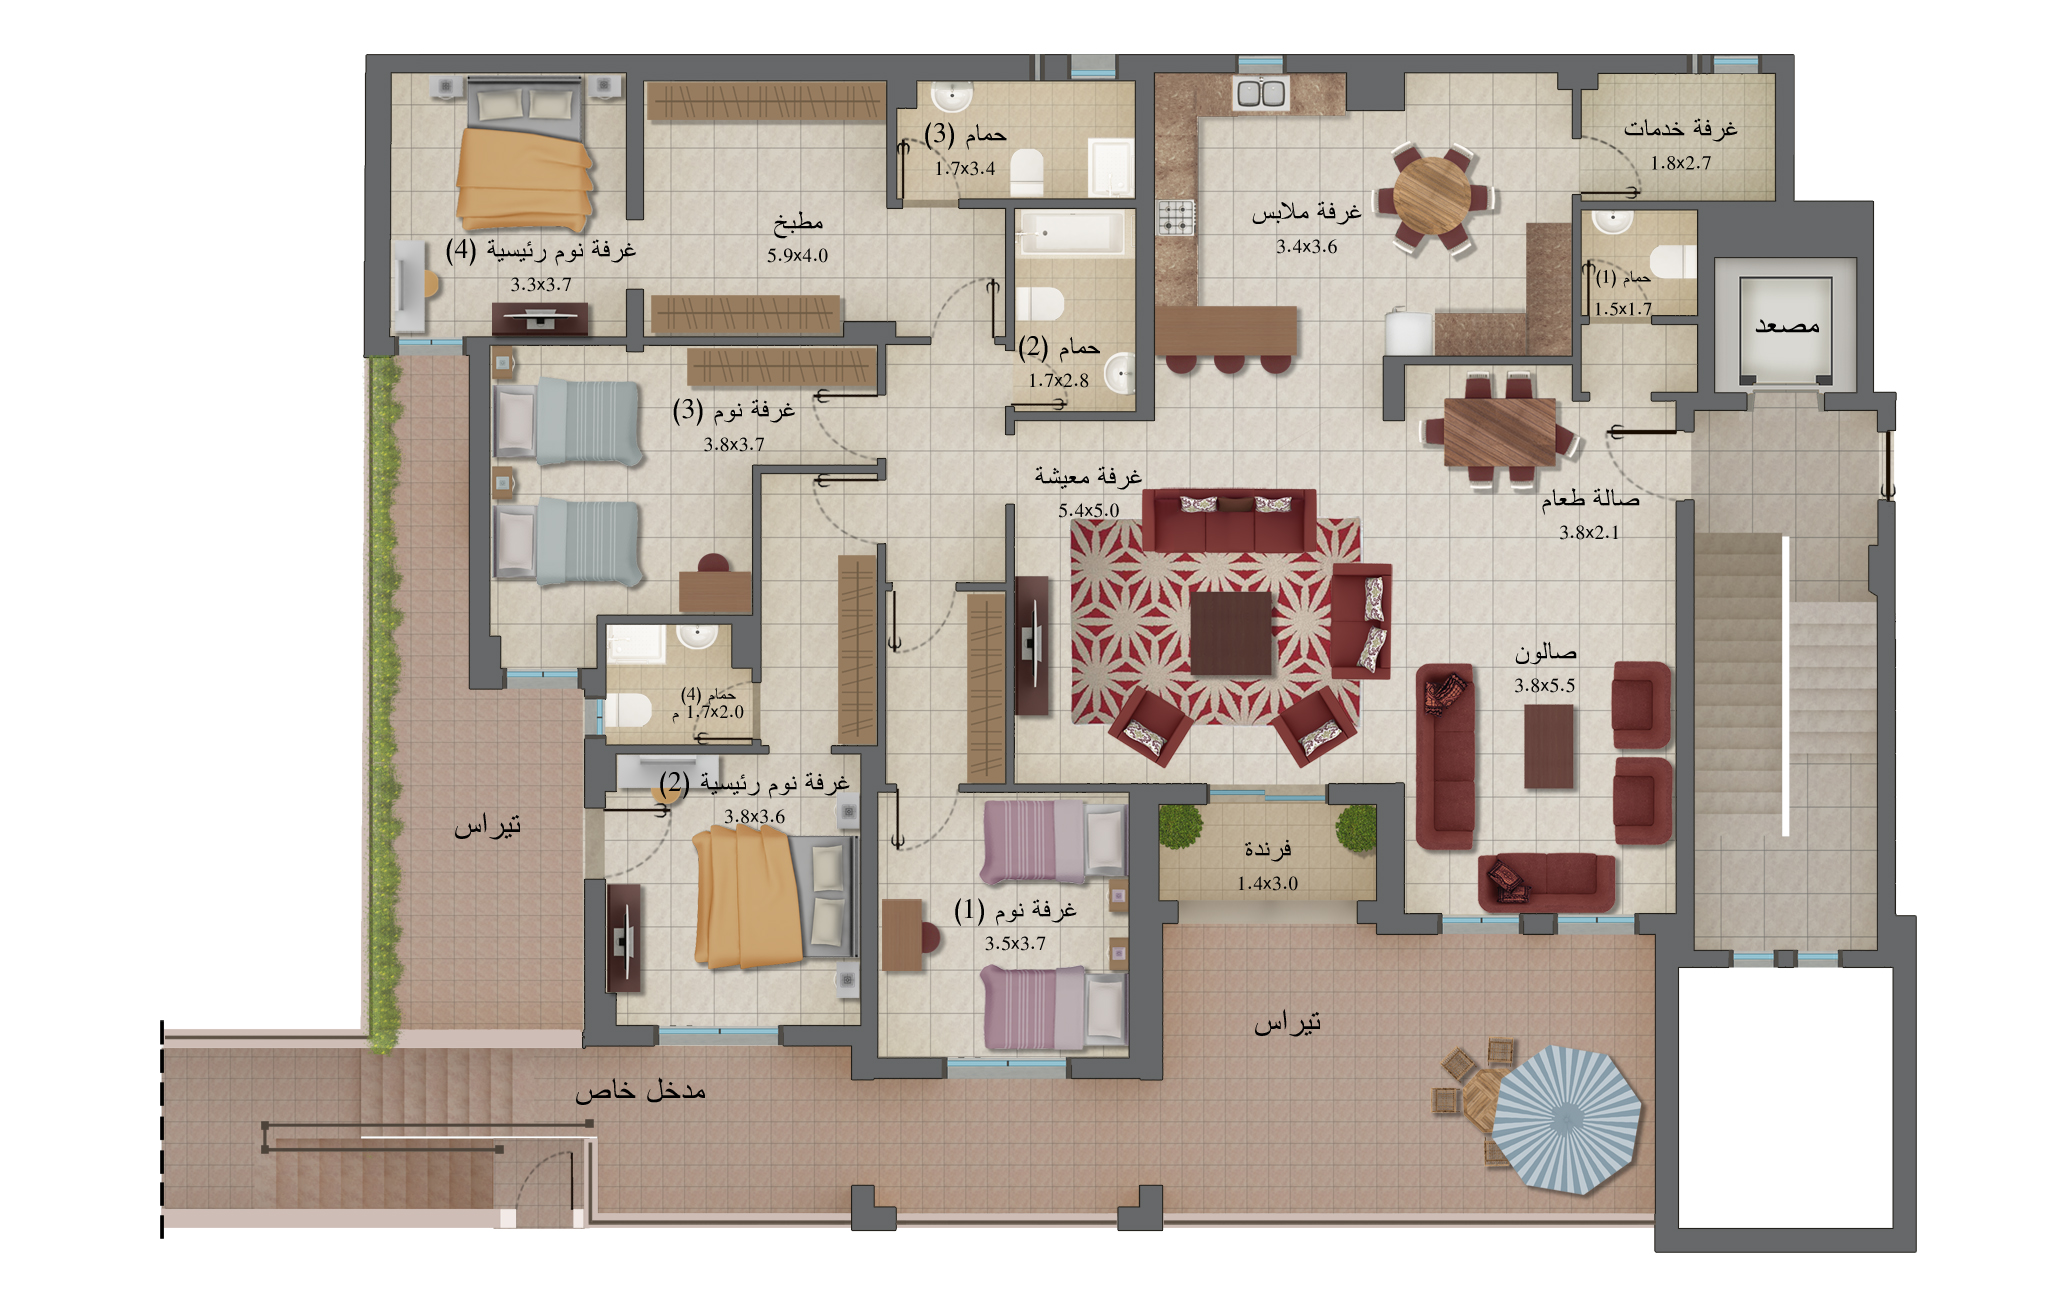 حمام (3)
1.7x3.4
غرفة خدمات
1.8x2.7
غرفة ملابس
3.4x3.6
مطبخ
5.9x4.0
غرفة نوم رئيسية (4)
3.3x3.7
حمام (1)
1.5x1.7
مصعد
حمام (2)
1.7x2.8
غرفة نوم (3)
3.8x3.7
غرفة معيشة
5.4x5.0
صالة طعام
3.8x2.1
صالون
3.8x5.5
حمام (4)
1.7x2.0 م
غرفة نوم رئيسية (2)
3.8x3.6
تيراس
فرندة
1.4x3.0
غرفة نوم (1)
3.5x3.7
تيراس
مدخل خاص